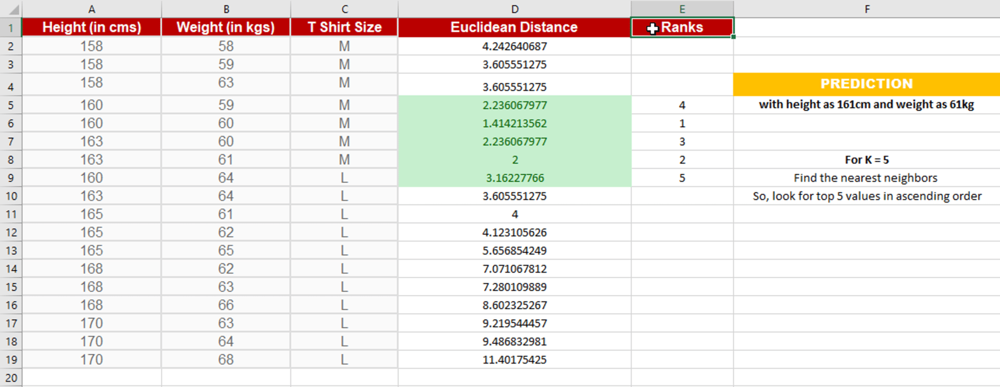 A B C D E F
1 Height (in cms) Weight (in kgs) T Shirt Size Euclidean Distance Ranks
2 158 58 M 4.242640687
3 158 59 M 3.605551275
4 158 63 M 3.605551275 PREDICTION
5 160 59 M 2.236067977 4 with height as 161cm and weight as 61kg
6 160 60 M 1.414213562 1
7 163 60 M 2.236067977 3
8 163 61 M 2 2 For K = 5
9 160 64 L 3.16227766 5 Find the nearest neighbors
10 163 64 L 3.605551275 So, look for top 5 values in ascending order
11 165 61 L 4
12 165 62 L 4.123105626
13 165 65 L 5.656854249
14 168 62 L 7.071067812
15 168 63 L 7.280109889
16 168 66 L 8.602325267
17 170 63 L 9.219544457
18 170 64 L 9.486832981
19 170 68 L 11.40175425
20